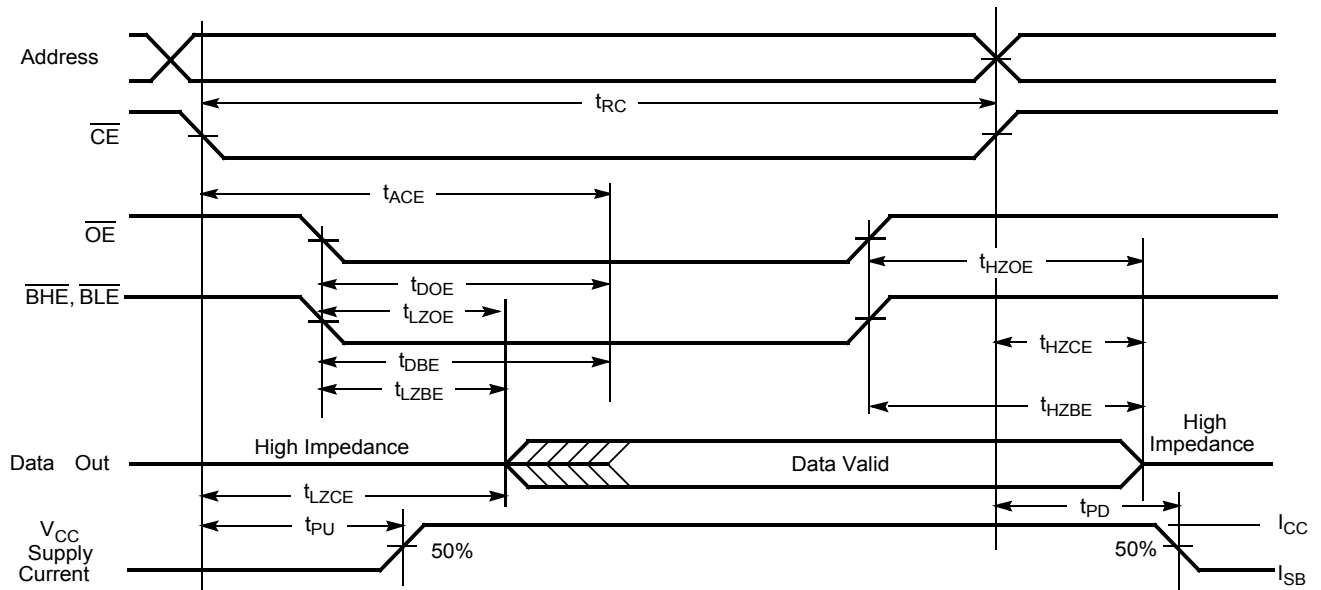 Address
tRC
CE
tACE
OE
tHZOE
tDOE
BHE, BLE
tLZOE
tHZCE
tDBE
tLZBE
tHZBE
High Impedance
High Impedance
Data Out
Data Valid
tLZCE
tPU
tPD
VCC Supply Current
50%
50%
ICC
ISB